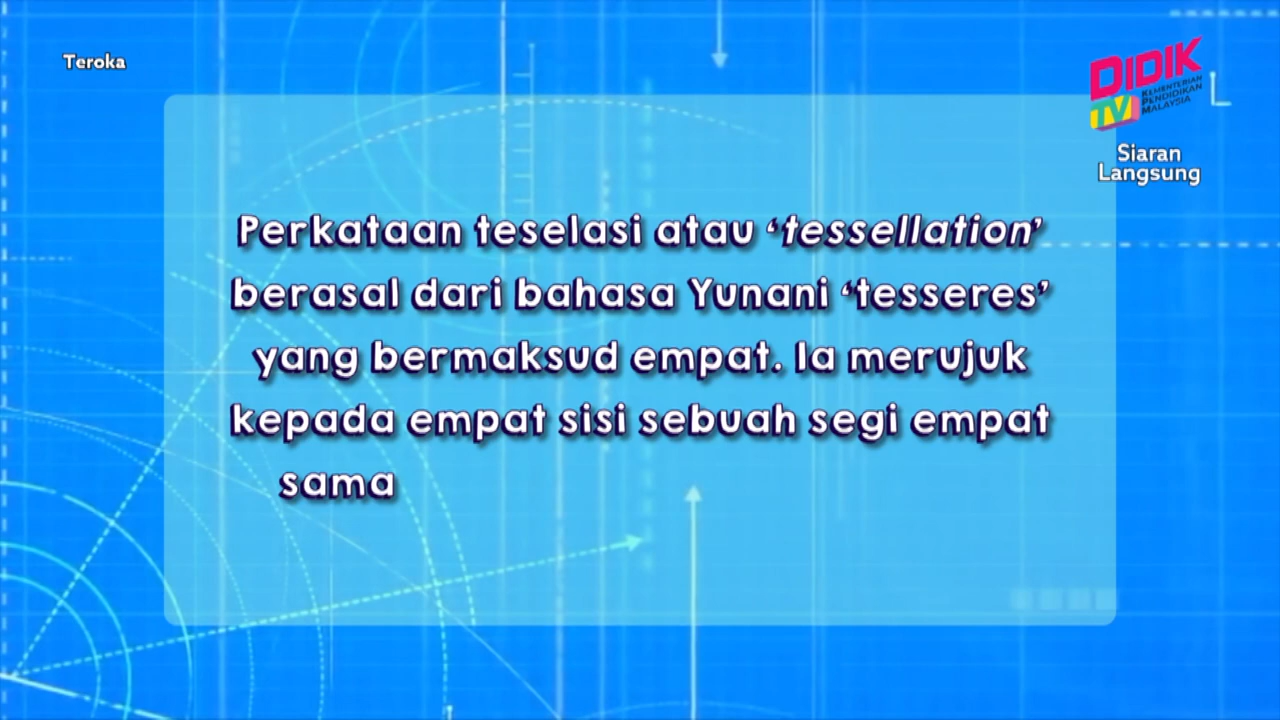 Teroka
DIDIK
TV
KEMENTERIAN
PENDIDIKAN
MALAYSIA
Siaran
Langsung
Perkataan teselasi atau ‘tessellation’
berasal dari bahasa Yunani ‘tesseres’
yang bermaksud empat. Ia merujuk
kepada empat sisi sebuah segi empat
sama